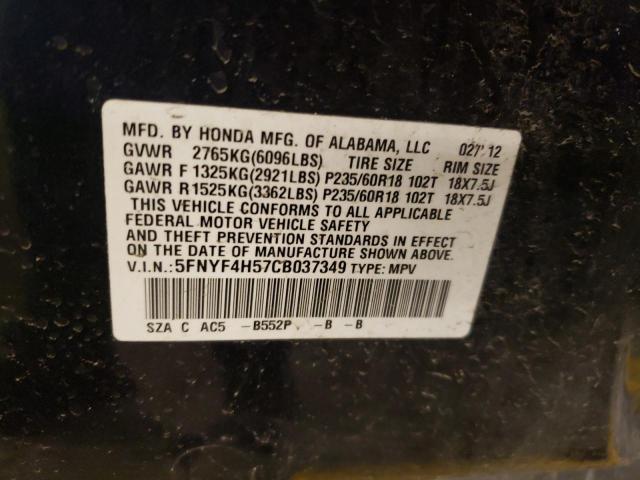 MFD. BY HONDA MFG. OF ALABAMA, LLC 02/12
GVWR 2765KG(6096LBS) TIRE SIZE RIM SIZE
GAWR F 1325KG(2921LBS) P235/60R18 102T 18X7.5J
GAWR R 1525KG(3362LBS) P235/60R18 102T 18X7.5J
THIS VEHICLE CONFORMS TO ALL APPLICABLE
FEDERAL MOTOR VEHICLE SAFETY
AND THEFT PREVENTION STANDARDS IN EFFECT
ON DATE OF MANUFACTURE SHOWN ABOVE.
V.I.N.:5FNYF4H57CB037349 TYPE: MPV
SZA C AC5 -B552P -B -B